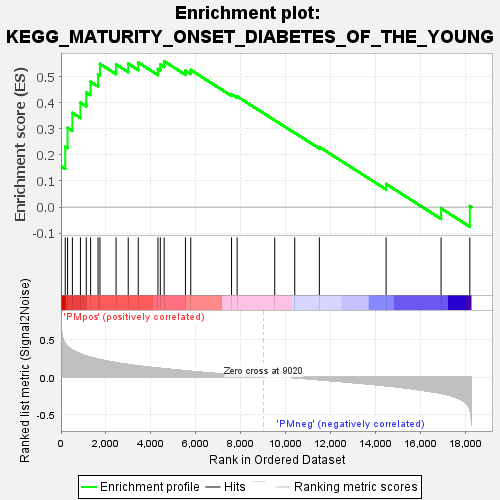 Enrichment plot:
KEGG_MATURITY_ONSET_DIABETES_OF_THE_YOUNG
Enrichment score (ES)
0.5
0.4
0.3
0.2
0.1
0.0
-0.1
'PMpos' (positively correlated)
Ranked list metric (Signal2Noise)
0.5
0.0
-0.5
Zero cross at 9020
'PMneg' (negatively correlated)
0 2,000 4,000 6,000 8,000 10,000 12,000 14,000 16,000 18,000
Rank in Ordered Dataset
Enrichment profile Hits Ranking metric scores